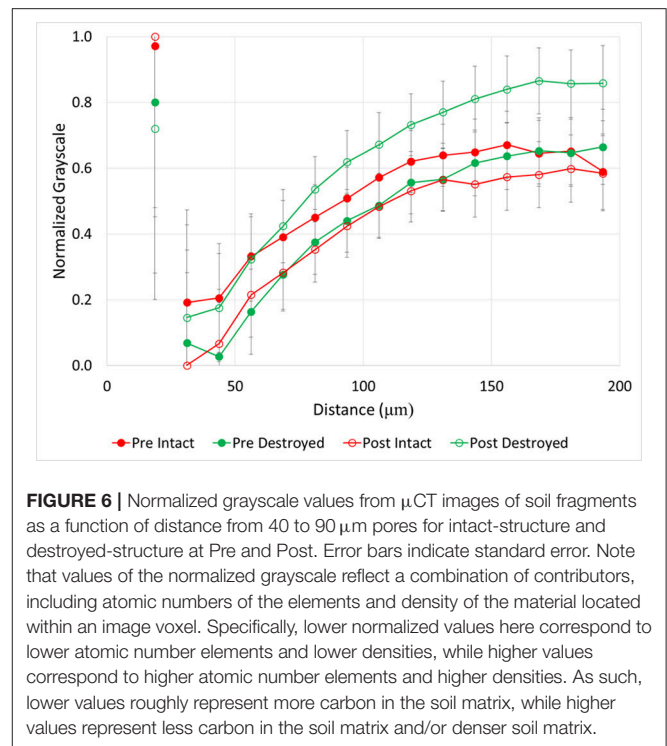 1.0
0.8
0.6
0.4
0.2
0.0
Normalized Grayscale
0 50 100 150 200
Distance (µm)
Pre Intact Pre Destroyed Post Intact Post Destroyed
FIGURE 6 | Normalized grayscale values from µCT images of soil fragments
as a function of distance from 40 to 90 µm pores for intact-structure and
destroyed-structure at Pre and Post. Error bars indicate standard error. Note
that values of the normalized grayscale reflect a combination of contributors,
including atomic numbers of the elements and density of the material located
within an image voxel. Specifically, lower normalized values here correspond to
lower atomic number elements and lower densities, while higher values
correspond to higher atomic number elements and higher densities. As such,
lower values roughly represent more carbon in the soil matrix, while higher
values represent less carbon in the soil matrix and/or denser soil matrix.